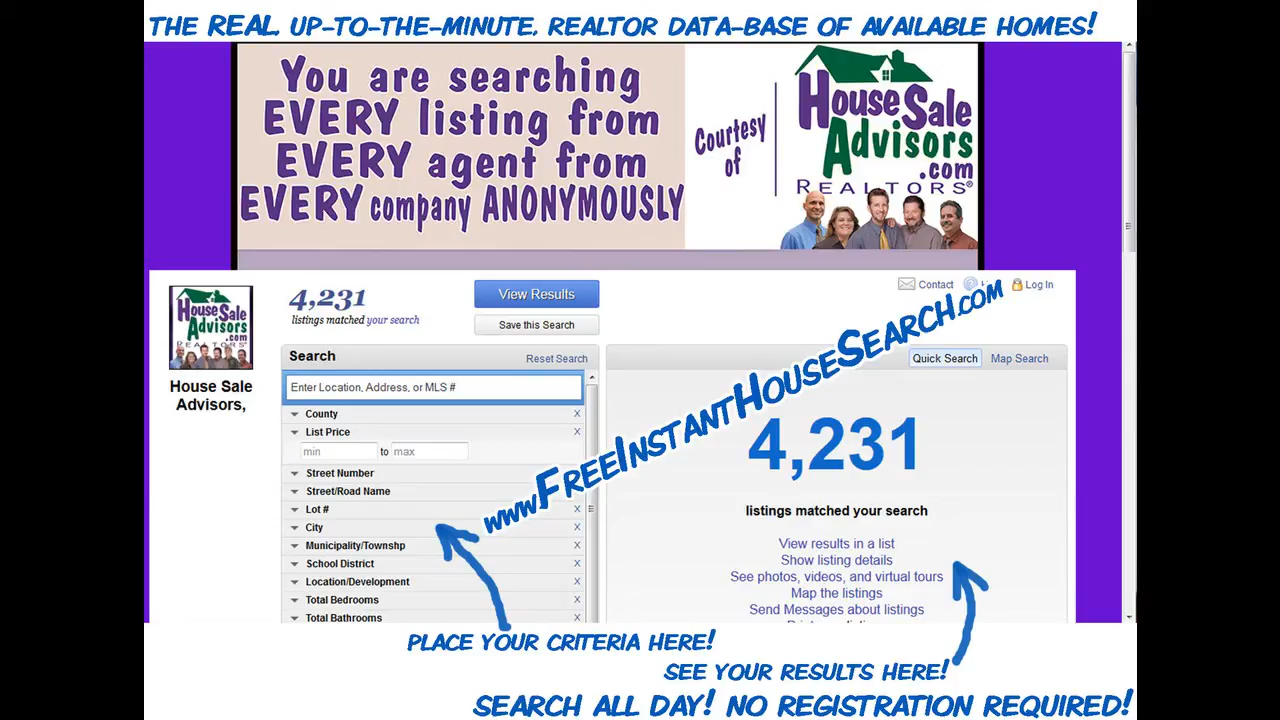 THE REAL, UP-TO-THE-MINUTE, REALTOR DATA-BASE OF AVAILABLE HOMES!
You are searching
EVERY listing from
EVERY agent from
EVERY company ANONYMOUSLY
Courtesy
of
House Sale
Advisors
.com
REALTORS®
House Sale
Advisors
.com
REALTORS
House Sale
Advisors,
4,231
listings matched your search
View Results
Save this Search
Contact
Log In
www.FreeInstantHouseSearch.com
Search
Reset Search
Quick Search
Map Search
Enter Location, Address, or MLS #
County X
List Price X
min to max
Street Number
Street/Road Name
Lot # X
City X
Municipality/Townshp X
School District X
Location/Development X
Total Bedrooms X
Total Bathrooms X
4,231
listings matched your search
View results in a list
Show listing details
See photos, videos, and virtual tours
Map the listings
Send Messages about listings
PLACE YOUR CRITERIA HERE!
SEE YOUR RESULTS HERE!
SEARCH ALL DAY! NO REGISTRATION REQUIRED!